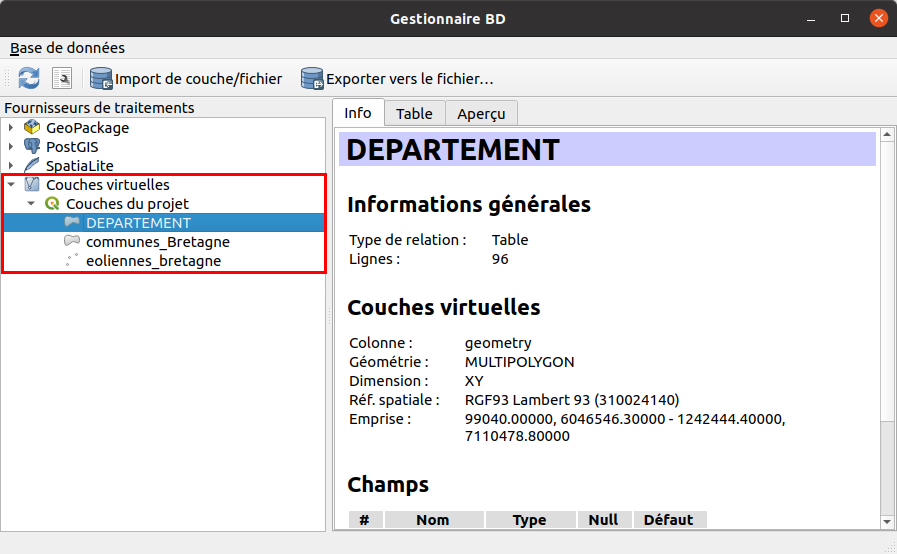 Gestionnaire BD
Base de données
Import de couche/fichier
Exporter vers le fichier...
Fournisseurs de traitements
GeoPackage
PostGIS
SpatiaLite
Couches virtuelles
Couches du projet
DEPARTEMENT
communes_Bretagne
eoliennes_bretagne
Info Table Aperçu
DEPARTEMENT
Informations générales
Type de relation : Table
Lignes : 96
Couches virtuelles
Colonne : geometry
Géométrie : MULTIPOLYGON
Dimension : XY
Réf. spatiale : RGF93 Lambert 93 (310024140)
Emprise : 99040.00000, 6046546.30000 - 1242444.40000,
7110478.80000
Champs
# Nom Type Null Défaut